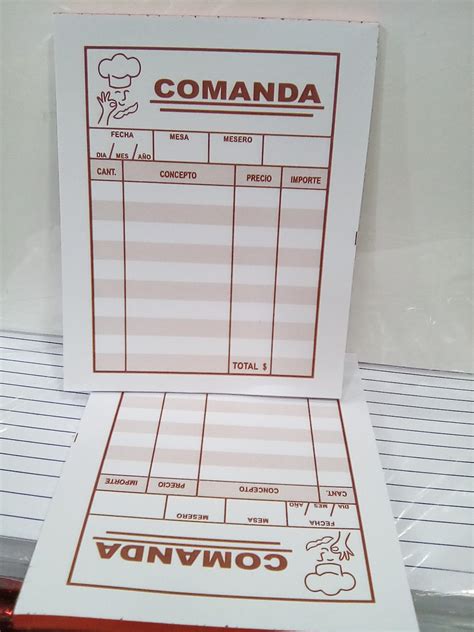 COMANDA
FECHA MESA MESERO
DIA / MES / AÑO
CANT. CONCEPTO PRECIO IMPORTE
TOTAL $
CANT. CONCEPTO PRECIO IMPORTE
DIA / MES / AÑO
FECHA MESA MESERO
COMANDA